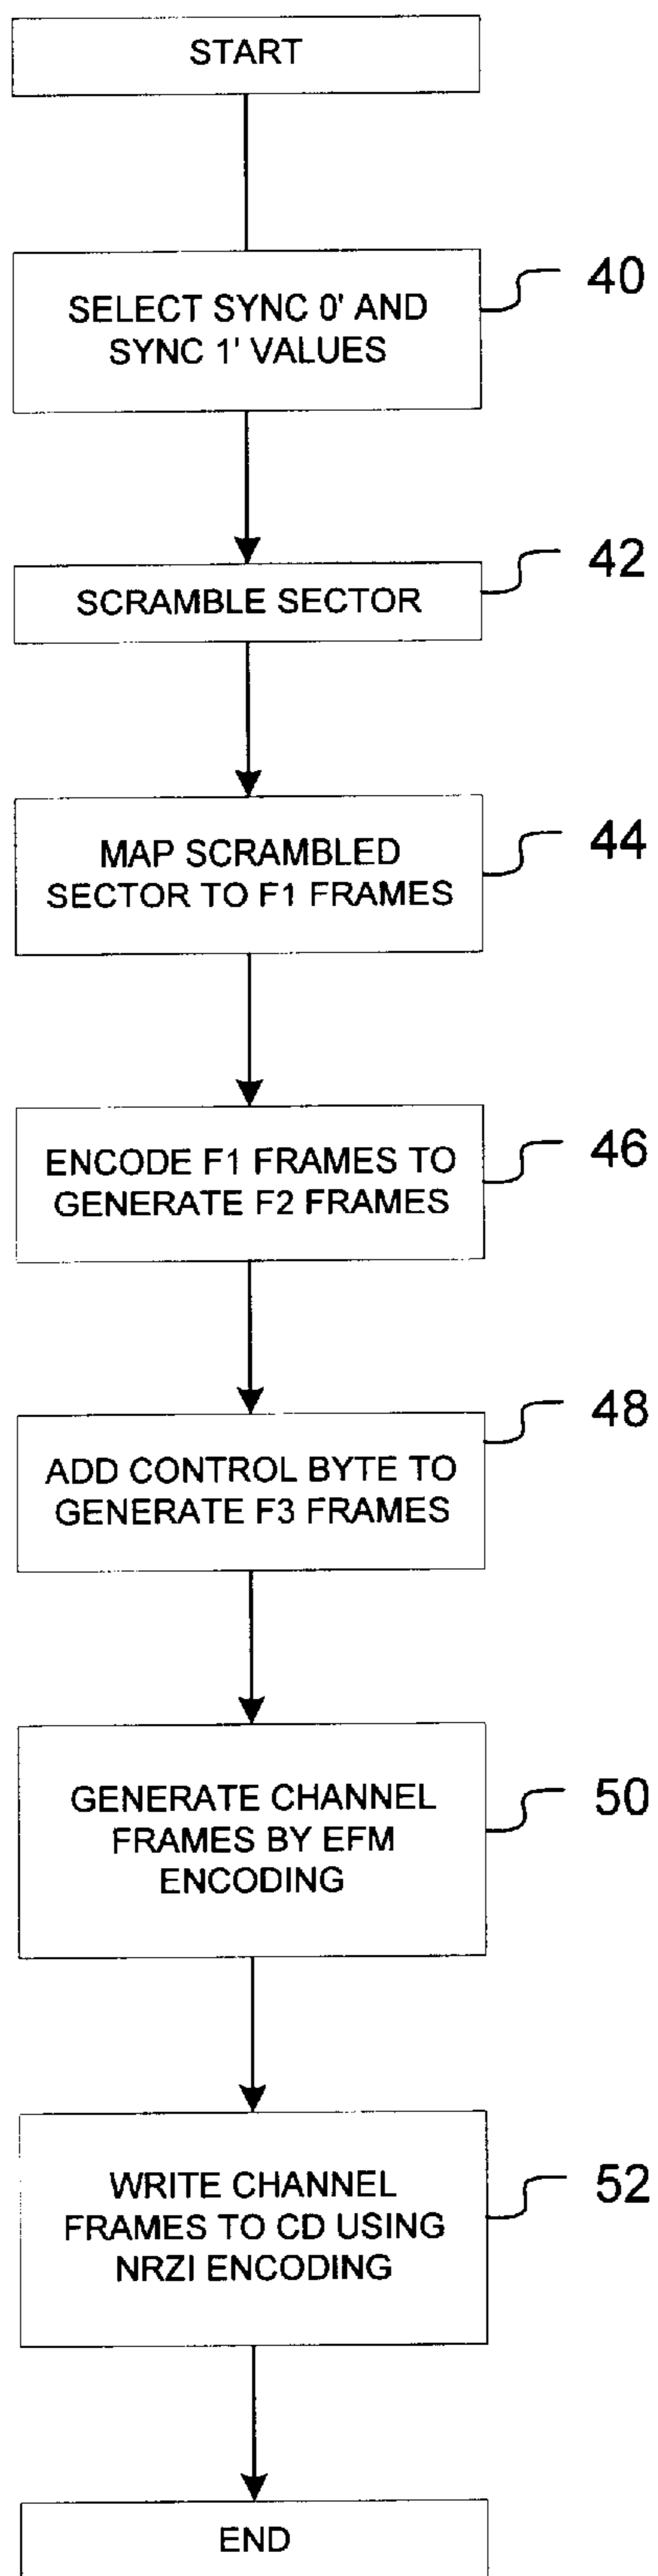 START
40
SELECT SYNC 0' AND
SYNC 1' VALUES
42
SCRAMBLE SECTOR
44
MAP SCRAMBLED
SECTOR TO F1 FRAMES
46
ENCODE F1 FRAMES TO
GENERATE F2 FRAMES
48
ADD CONTROL BYTE TO
GENERATE F3 FRAMES
50
GENERATE CHANNEL
FRAMES BY EFM
ENCODING
52
WRITE CHANNEL
FRAMES TO CD USING
NRZI ENCODING
END